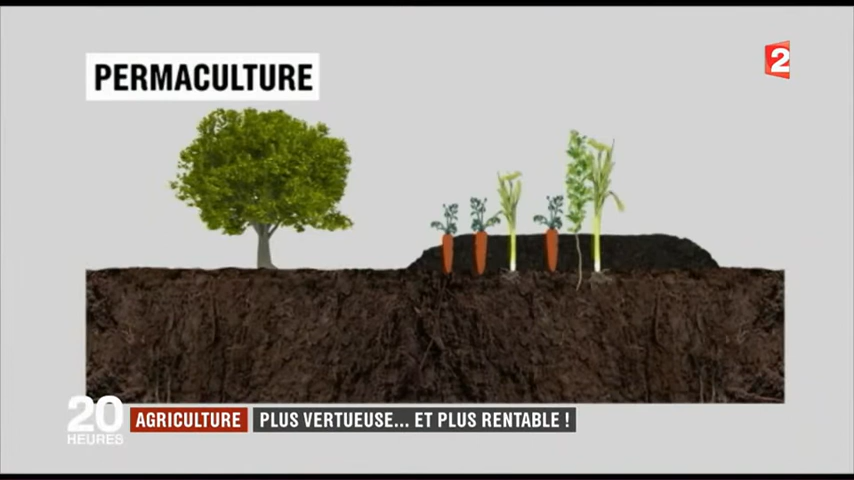 PERMACULTURE
2
20
HEURES
AGRICULTURE
PLUS VERTUEUSE... ET PLUS RENTABLE !